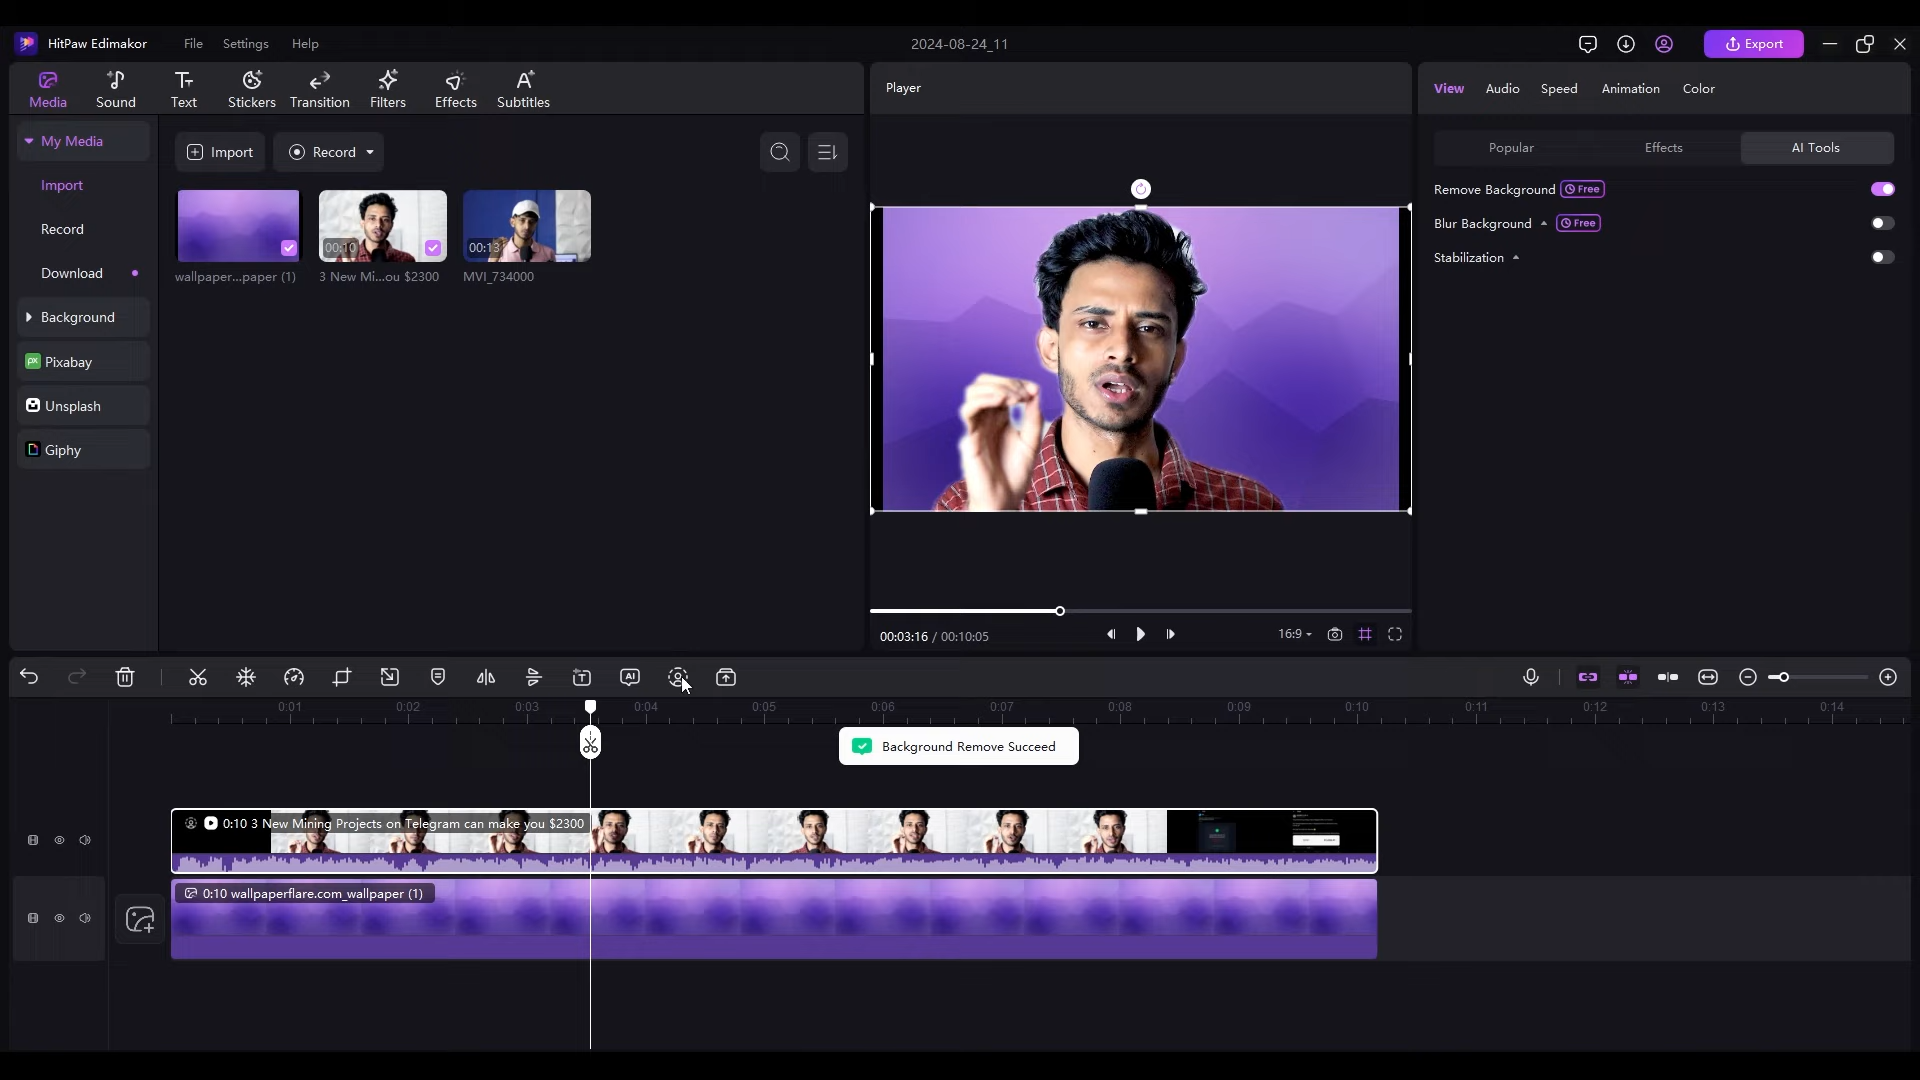 HitPaw Edimakor
File
Settings
Help
2024-08-24_11
Export
Media
Sound
Text
Stickers
Transition
Filters
Effects
Subtitles
Player
View
Audio
Speed
Animation
Color
My Media
Import
Record
Download
Background
Pixabay
Unsplash
Giphy
Import
Record
00:10
00:13
wallpaper...paper (1)
3 New Mi...ou $2300
MVI_734000
Popular
Effects
AI Tools
Remove Background Free
Blur Background Free
Stabilization
00:03:16 / 00:10:05
16:9
0:01
0:02
0:03
0:04
0:05
0:06
0:07
0:08
0:09
0:10
0:11
0:12
0:13
0:14
Background Remove Succeed
0:10 3 New Mining Projects on Telegram can make you $2300
0:10 wallpaperflare.com_wallpaper (1)